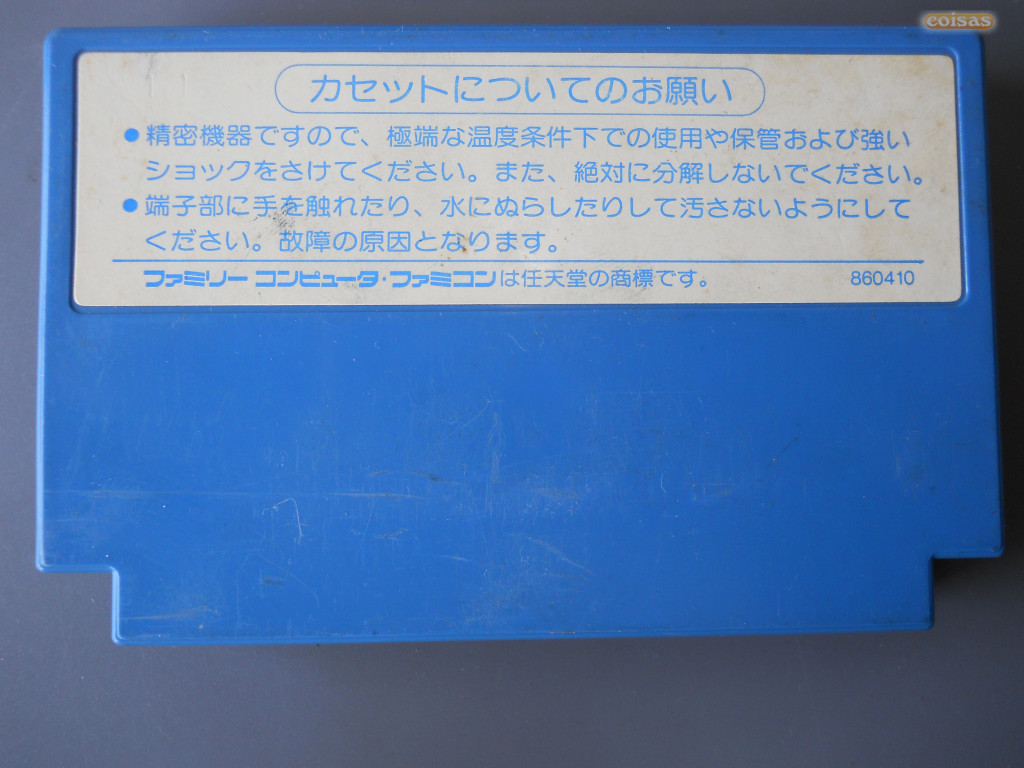 coisas
カセットについてのお願い
●精密機器ですので、極端な温度条件下での使用や保管および強い
ショックをさけてください。また、絶対に分解しないでください。
●端子部に手を触れたり、水にぬらしたりして汚さないようにして
ください。故障の原因となります。
ファミリー コンピュータ・ファミコンは任天堂の商標です。 860410